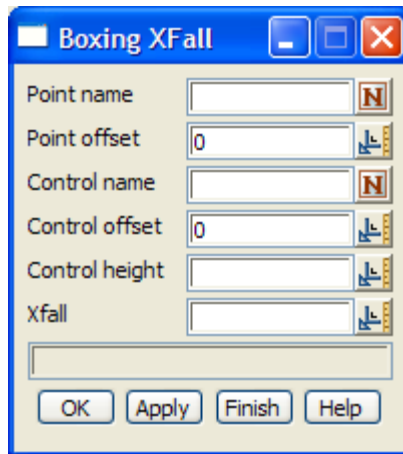 Boxing XFall
Point name N
Point offset 0
Control name N
Control offset 0
Control height
Xfall
OK Apply Finish Help